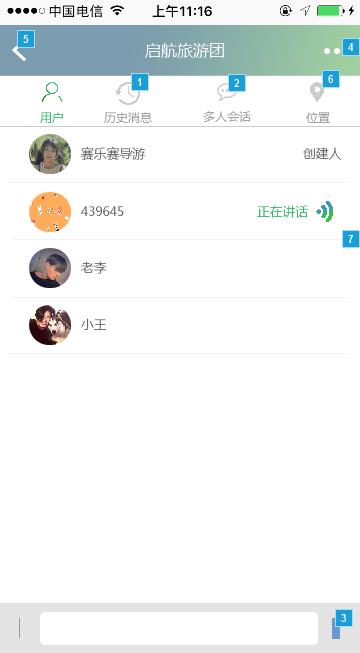 中国电信 上午11:16
5
启航旅游团
4
1
2
6
用户 历史消息 多人会话 位置
赛乐赛导游 创建人
439645 正在讲话
7
老李
小王
3